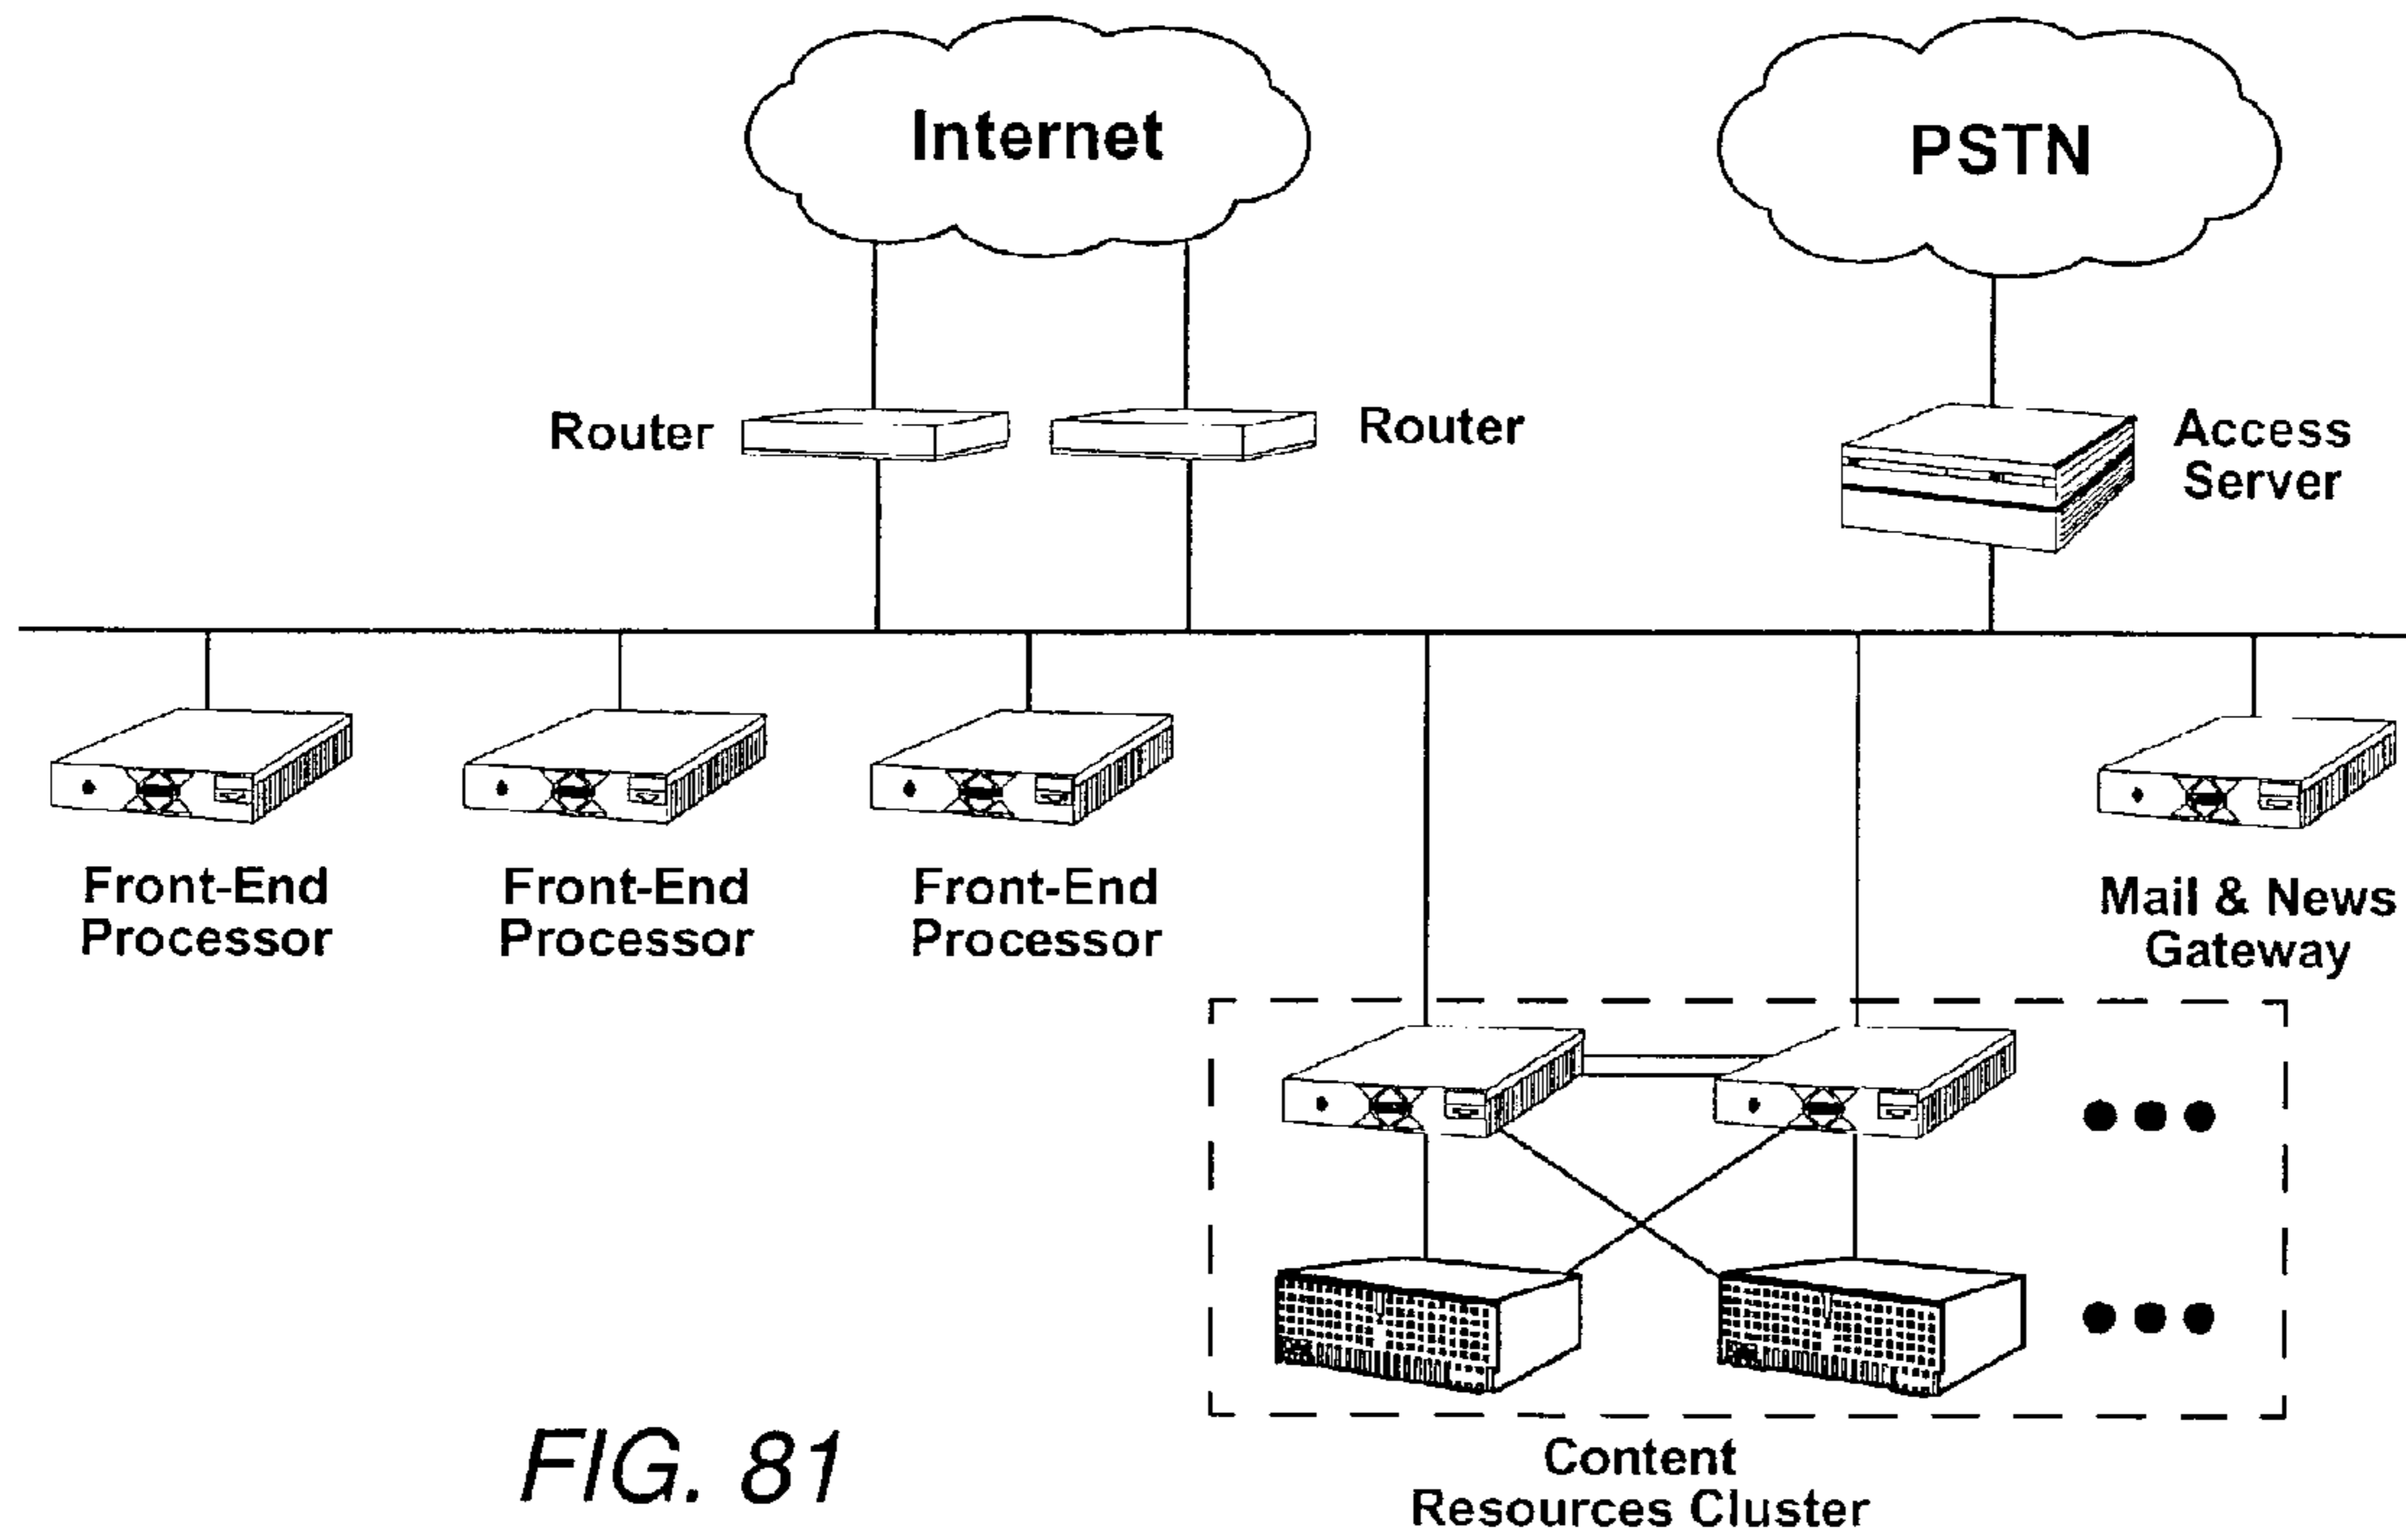 Internet
PSTN
Router
Router
Access
Server
Front-End
Processor
Front-End
Processor
Front-End
Processor
Mail & News
Gateway
Content
Resources Cluster
FIG. 81